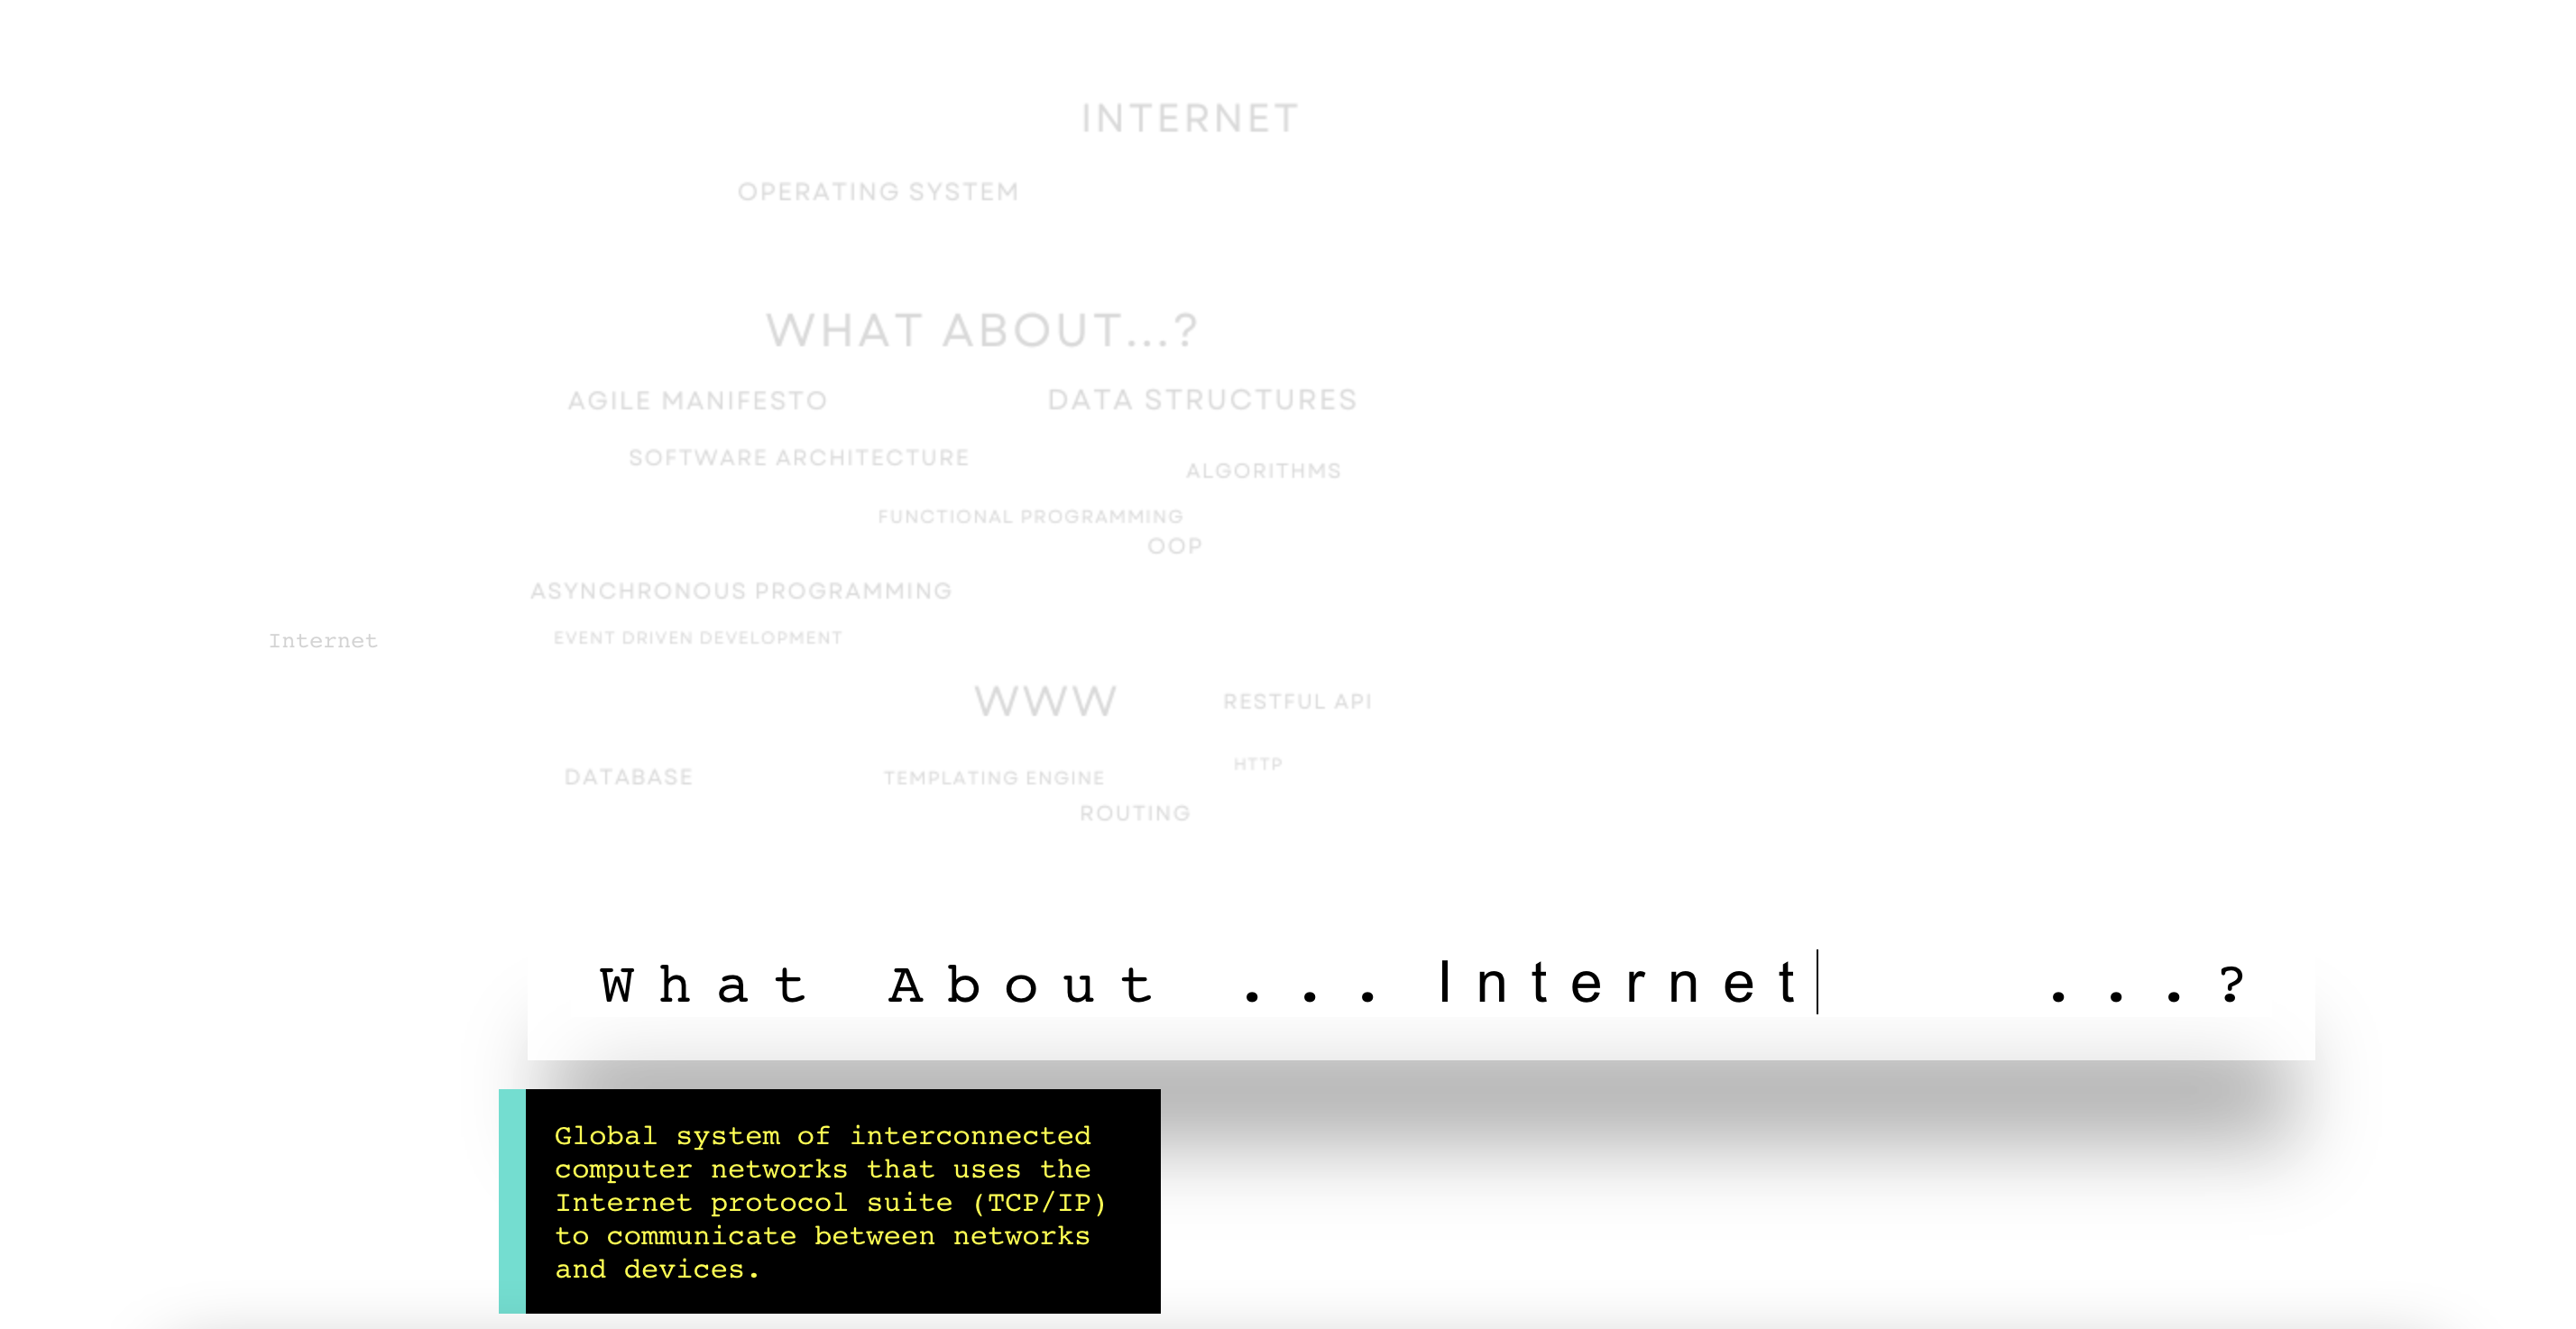 INTERNET
OPERATING SYSTEM
WHAT ABOUT...?
AGILE MANIFESTO
DATA STRUCTURES
SOFTWARE ARCHITECTURE
ALGORITHMS
FUNCTIONAL PROGRAMMING
OOP
ASYNCHRONOUS PROGRAMMING
Internet
EVENT DRIVEN DEVELOPMENT
WWW
RESTFUL API
HTTP
DATABASE
TEMPLATING ENGINE
ROUTING
What About ... Internet ...?
Global system of interconnected
computer networks that uses the
Internet protocol suite (TCP/IP)
to communicate between networks
and devices.